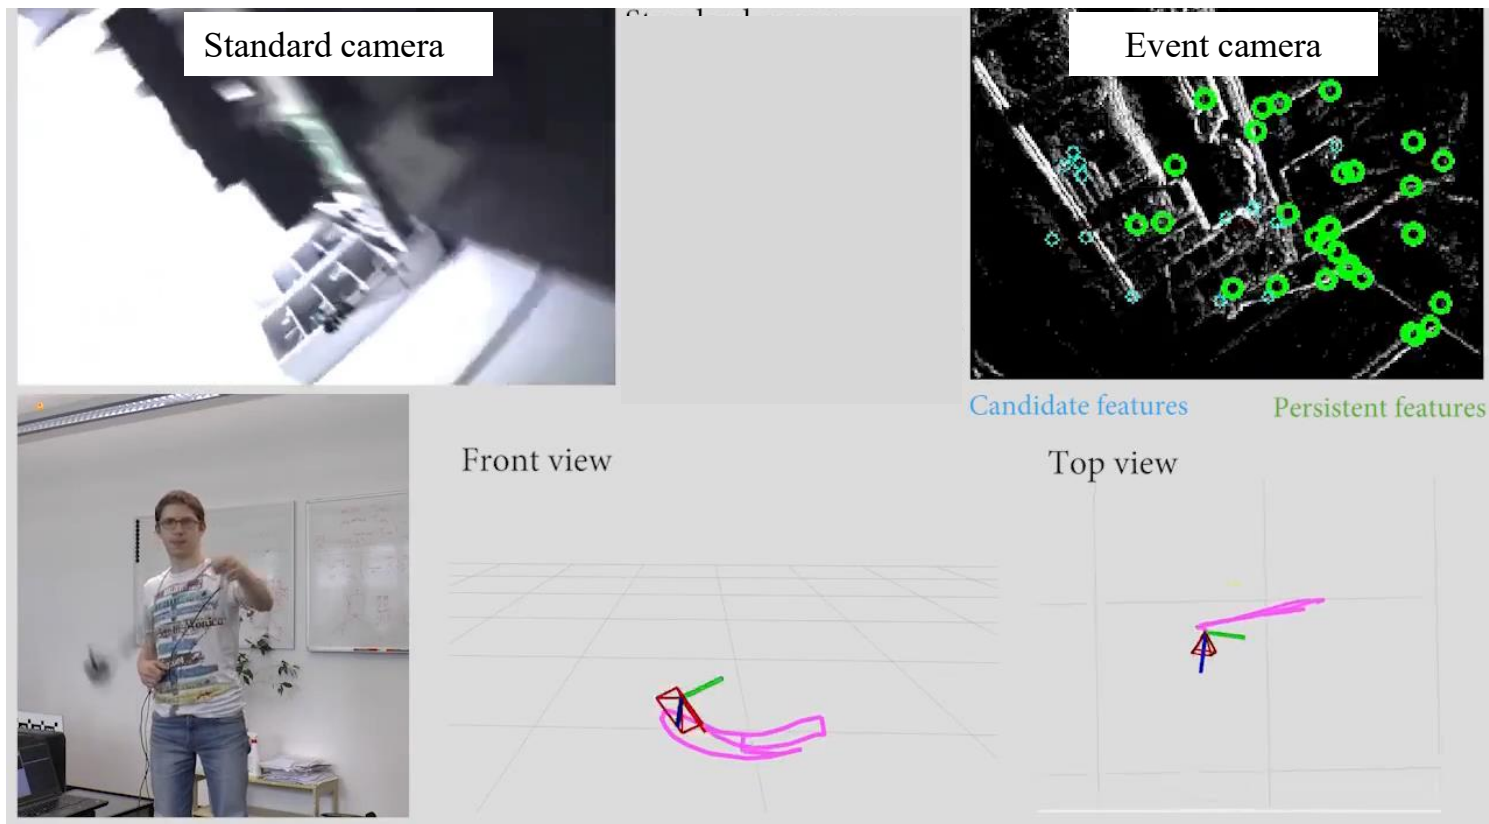 Standard camera
Event camera
Candidate features
Persistent features
Front view
Top view